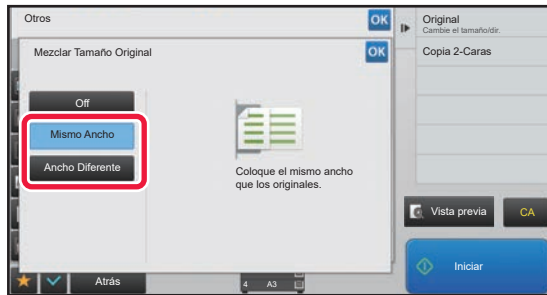 Otros
OK
Original
Cambie el tamaño/dir.
Mezclar Tamaño Original
OK
Copia 2-Caras
Off
Mismo Ancho
Ancho Diferente
Coloque el mismo ancho
que los originales.
Vista previa
CA
Iniciar
Atrás
4
A3